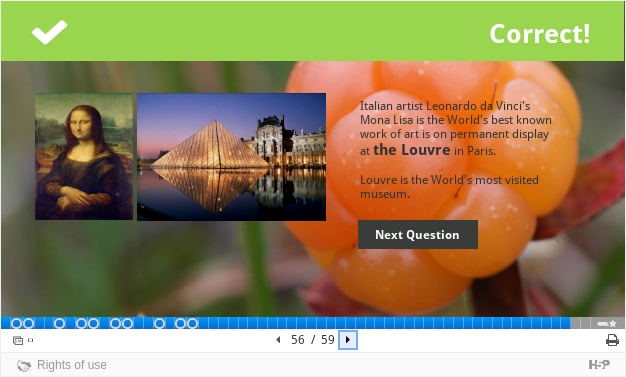 Correct!
Italian artist Leonardo da Vinci's
Mona Lisa is the World's best known
work of art is on permanent display
at the Louvre in Paris.
Louvre is the World's most visited
museum.
Next Question
56 / 59
Rights of use
H5P